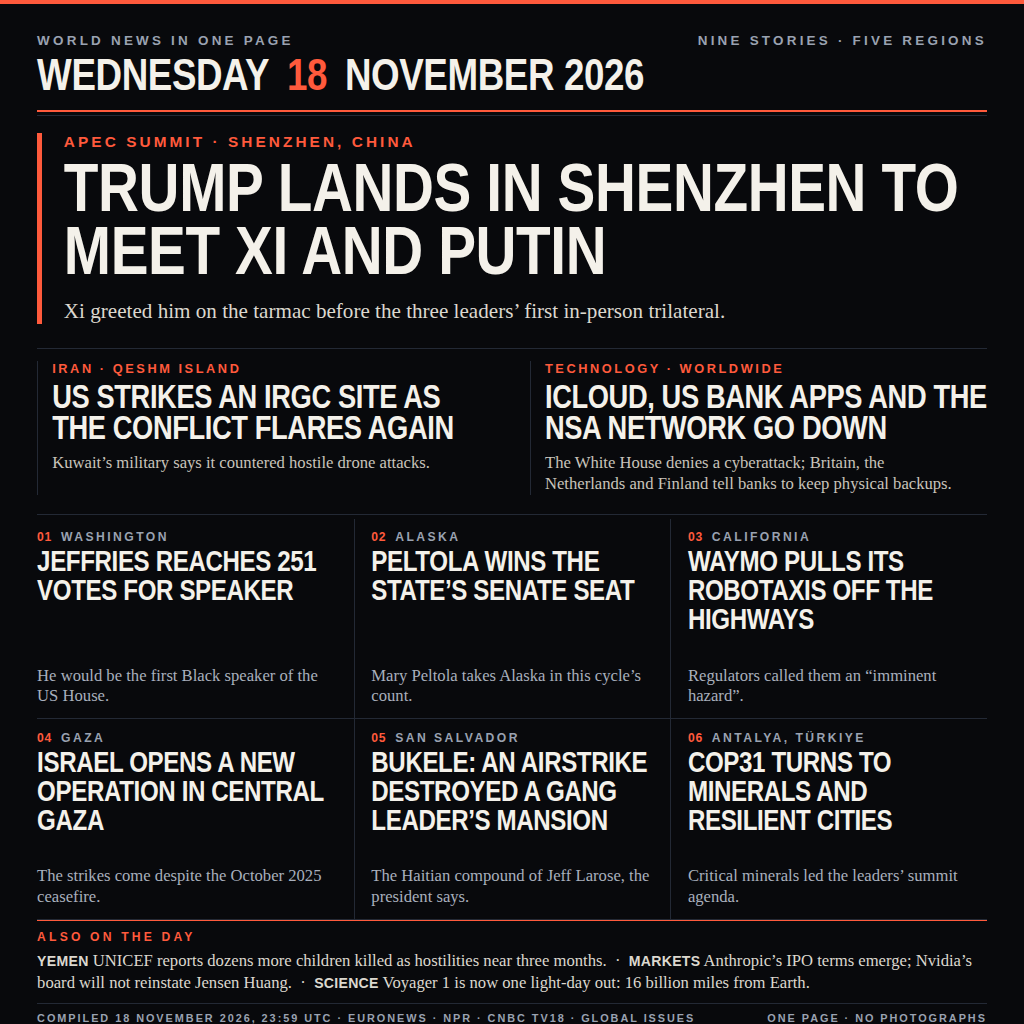 WORLD NEWS IN ONE PAGE
NINE STORIES · FIVE REGIONS
WEDNESDAY 18 NOVEMBER 2026
APEC SUMMIT · SHENZHEN, CHINA
TRUMP LANDS IN SHENZHEN TO
MEET XI AND PUTIN
Xi greeted him on the tarmac before the three leaders’ first in-person trilateral.
IRAN · QESHM ISLAND
US STRIKES AN IRGC SITE AS
THE CONFLICT FLARES AGAIN
Kuwait’s military says it countered hostile drone attacks.
TECHNOLOGY · WORLDWIDE
ICLOUD, US BANK APPS AND THE
NSA NETWORK GO DOWN
The White House denies a cyberattack; Britain, the
Netherlands and Finland tell banks to keep physical backups.
01 WASHINGTON
JEFFRIES REACHES 251
VOTES FOR SPEAKER
He would be the first Black speaker of the
US House.
02 ALASKA
PELTOLA WINS THE
STATE’S SENATE SEAT
Mary Peltola takes Alaska in this cycle’s
count.
03 CALIFORNIA
WAYMO PULLS ITS
ROBOTAXIS OFF THE
HIGHWAYS
Regulators called them an “imminent
hazard”.
04 GAZA
ISRAEL OPENS A NEW
OPERATION IN CENTRAL
GAZA
The strikes come despite the October 2025
ceasefire.
05 SAN SALVADOR
BUKELE: AN AIRSTRIKE
DESTROYED A GANG
LEADER’S MANSION
The Haitian compound of Jeff Larose, the
president says.
06 ANTALYA, TÜRKIYE
COP31 TURNS TO
MINERALS AND
RESILIENT CITIES
Critical minerals led the leaders’ summit
agenda.
ALSO ON THE DAY
YEMEN UNICEF reports dozens more children killed as hostilities near three months. · MARKETS Anthropic’s IPO terms emerge; Nvidia’s
board will not reinstate Jensen Huang. · SCIENCE Voyager 1 is now one light-day out: 16 billion miles from Earth.
COMPILED 18 NOVEMBER 2026, 23:59 UTC · EURONEWS · NPR · CNBC TV18 · GLOBAL ISSUES
ONE PAGE · NO PHOTOGRAPHS